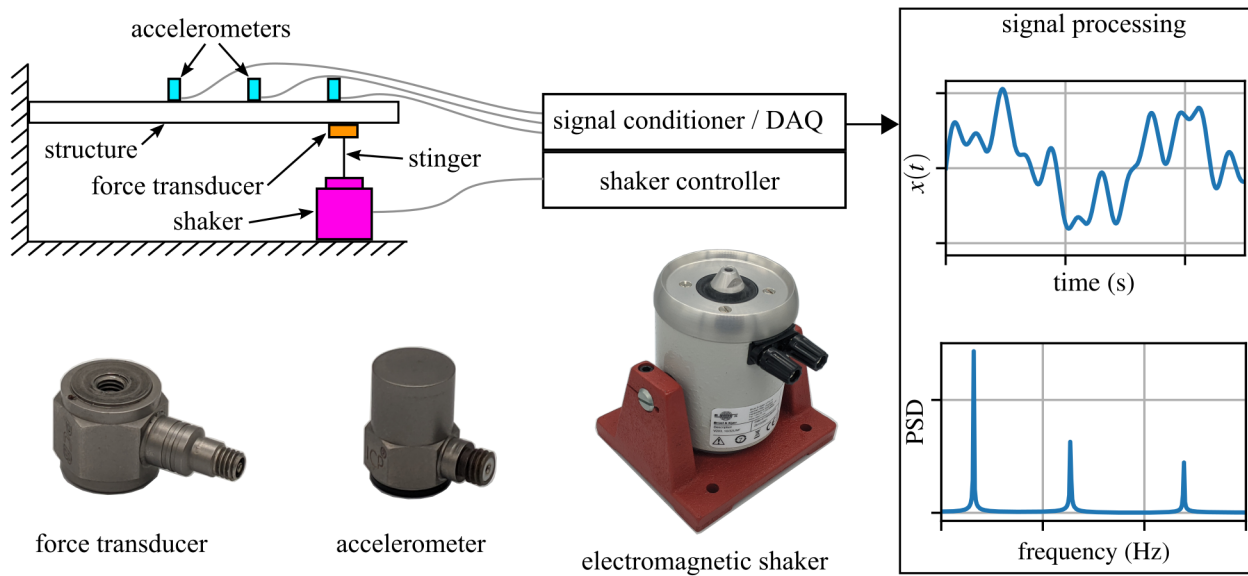 accelerometers
structure
force transducer
stinger
shaker
signal conditioner / DAQ
shaker controller
signal processing
x(t)
time (s)
PSD
frequency (Hz)
force transducer
accelerometer
electromagnetic shaker